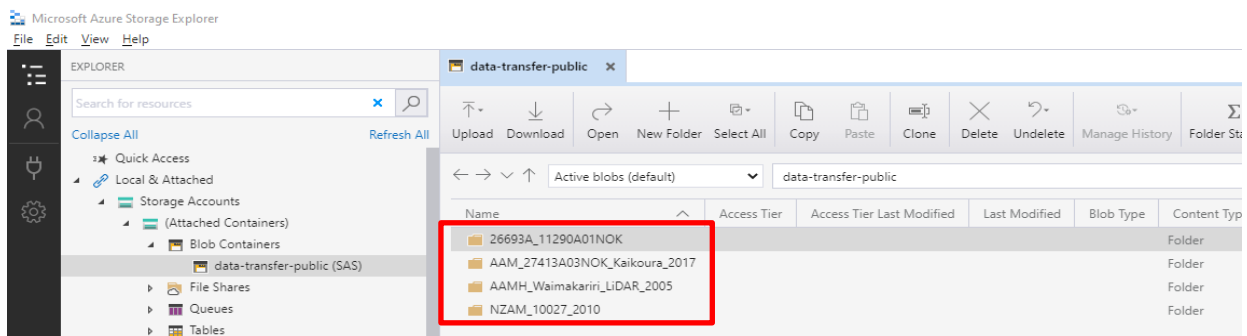 Microsoft Azure Storage Explorer
File Edit View Help
EXPLORER
Search for resources
Collapse All Refresh All
Quick Access
Local & Attached
Storage Accounts
(Attached Containers)
Blob Containers
data-transfer-public (SAS)
File Shares
Queues
Tables
data-transfer-public
Upload Download Open New Folder Select All Copy Paste Clone Delete Undelete Manage History Folder Sta
Active blobs (default) data-transfer-public
Name Access Tier Access Tier Last Modified Last Modified Blob Type Content Typ
26693A_11290A01NOK Folder
AAM_27413A03NOK_Kaikoura_2017 Folder
AAMH_Waimakariri_LiDAR_2005 Folder
NZAM_10027_2010 Folder